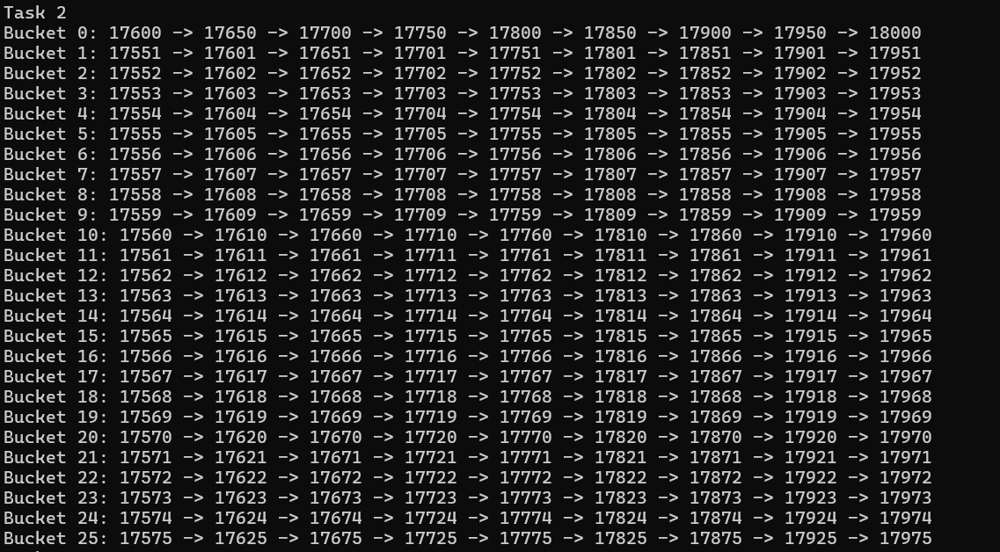 Task 2
Bucket 0: 17600 -> 17650 -> 17700 -> 17750 -> 17800 -> 17850 -> 17900 -> 17950 -> 18000
Bucket 1: 17551 -> 17601 -> 17651 -> 17701 -> 17751 -> 17801 -> 17851 -> 17901 -> 17951
Bucket 2: 17552 -> 17602 -> 17652 -> 17702 -> 17752 -> 17802 -> 17852 -> 17902 -> 17952
Bucket 3: 17553 -> 17603 -> 17653 -> 17703 -> 17753 -> 17803 -> 17853 -> 17903 -> 17953
Bucket 4: 17554 -> 17604 -> 17654 -> 17704 -> 17754 -> 17804 -> 17854 -> 17904 -> 17954
Bucket 5: 17555 -> 17605 -> 17655 -> 17705 -> 17755 -> 17805 -> 17855 -> 17905 -> 17955
Bucket 6: 17556 -> 17606 -> 17656 -> 17706 -> 17756 -> 17806 -> 17856 -> 17906 -> 17956
Bucket 7: 17557 -> 17607 -> 17657 -> 17707 -> 17757 -> 17807 -> 17857 -> 17907 -> 17957
Bucket 8: 17558 -> 17608 -> 17658 -> 17708 -> 17758 -> 17808 -> 17858 -> 17908 -> 17958
Bucket 9: 17559 -> 17609 -> 17659 -> 17709 -> 17759 -> 17809 -> 17859 -> 17909 -> 17959
Bucket 10: 17560 -> 17610 -> 17660 -> 17710 -> 17760 -> 17810 -> 17860 -> 17910 -> 17960
Bucket 11: 17561 -> 17611 -> 17661 -> 17711 -> 17761 -> 17811 -> 17861 -> 17911 -> 17961
Bucket 12: 17562 -> 17612 -> 17662 -> 17712 -> 17762 -> 17812 -> 17862 -> 17912 -> 17962
Bucket 13: 17563 -> 17613 -> 17663 -> 17713 -> 17763 -> 17813 -> 17863 -> 17913 -> 17963
Bucket 14: 17564 -> 17614 -> 17664 -> 17714 -> 17764 -> 17814 -> 17864 -> 17914 -> 17964
Bucket 15: 17565 -> 17615 -> 17665 -> 17715 -> 17765 -> 17815 -> 17865 -> 17915 -> 17965
Bucket 16: 17566 -> 17616 -> 17666 -> 17716 -> 17766 -> 17816 -> 17866 -> 17916 -> 17966
Bucket 17: 17567 -> 17617 -> 17667 -> 17717 -> 17767 -> 17817 -> 17867 -> 17917 -> 17967
Bucket 18: 17568 -> 17618 -> 17668 -> 17718 -> 17768 -> 17818 -> 17868 -> 17918 -> 17968
Bucket 19: 17569 -> 17619 -> 17669 -> 17719 -> 17769 -> 17819 -> 17869 -> 17919 -> 17969
Bucket 20: 17570 -> 17620 -> 17670 -> 17720 -> 17770 -> 17820 -> 17870 -> 17920 -> 17970
Bucket 21: 17571 -> 17621 -> 17671 -> 17721 -> 17771 -> 17821 -> 17871 -> 17921 -> 17971
Bucket 22: 17572 -> 17622 -> 17672 -> 17722 -> 17772 -> 17822 -> 17872 -> 17922 -> 17972
Bucket 23: 17573 -> 17623 -> 17673 -> 17723 -> 17773 -> 17823 -> 17873 -> 17923 -> 17973
Bucket 24: 17574 -> 17624 -> 17674 -> 17724 -> 17774 -> 17824 -> 17874 -> 17924 -> 17974
Bucket 25: 17575 -> 17625 -> 17675 -> 17725 -> 17775 -> 17825 -> 17875 -> 17925 -> 17975